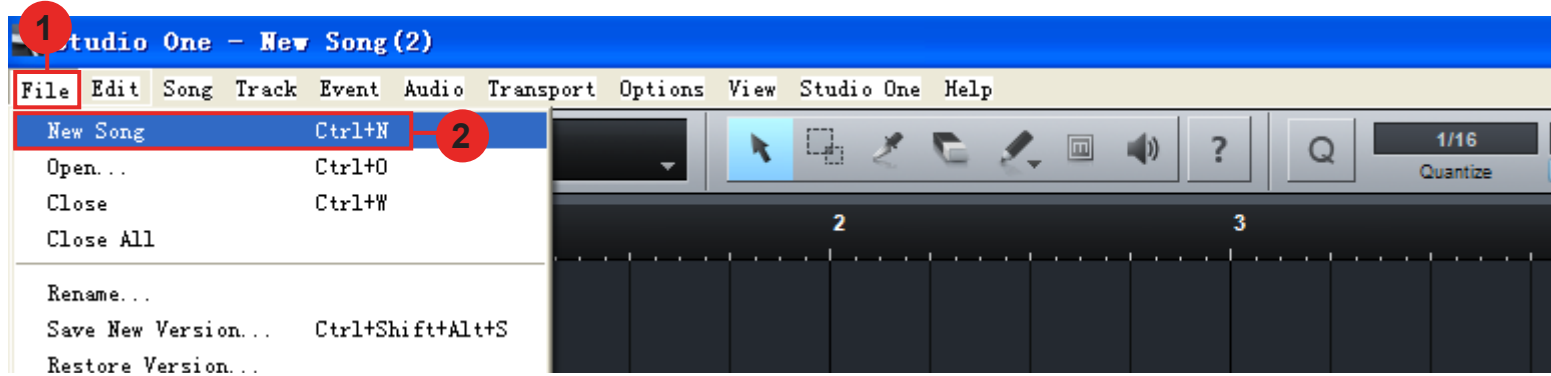 1
Studio One - New Song(2)
File Edit Song Track Event Audio Transport Options View Studio One Help
New Song Ctrl+N 2
Open... Ctrl+O
Close Ctrl+W
Close All
Rename...
Save New Version... Ctrl+Shift+Alt+S
Restore Version...
? Q 1/16
Quantize
2 3